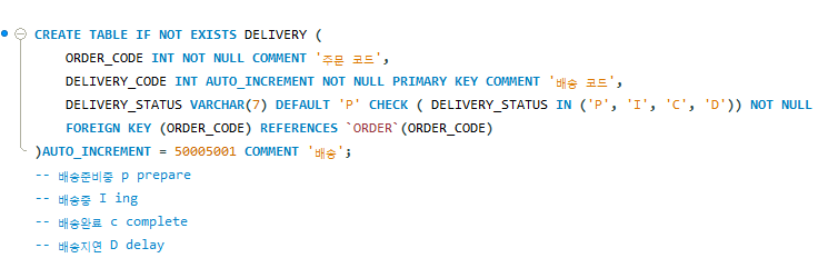 CREATE TABLE IF NOT EXISTS DELIVERY (
ORDER_CODE INT NOT NULL COMMENT '주문 코드',
DELIVERY_CODE INT AUTO_INCREMENT NOT NULL PRIMARY KEY COMMENT '배송 코드',
DELIVERY_STATUS VARCHAR(7) DEFAULT 'P' CHECK ( DELIVERY_STATUS IN ('P', 'I', 'C', 'D')) NOT NULL
FOREIGN KEY (ORDER_CODE) REFERENCES `ORDER`(ORDER_CODE)
)AUTO_INCREMENT = 50005001 COMMENT '배송';
-- 배송준비중 p prepare
-- 배송중 I ing
-- 배송완료 c complete
-- 배송지연 D delay